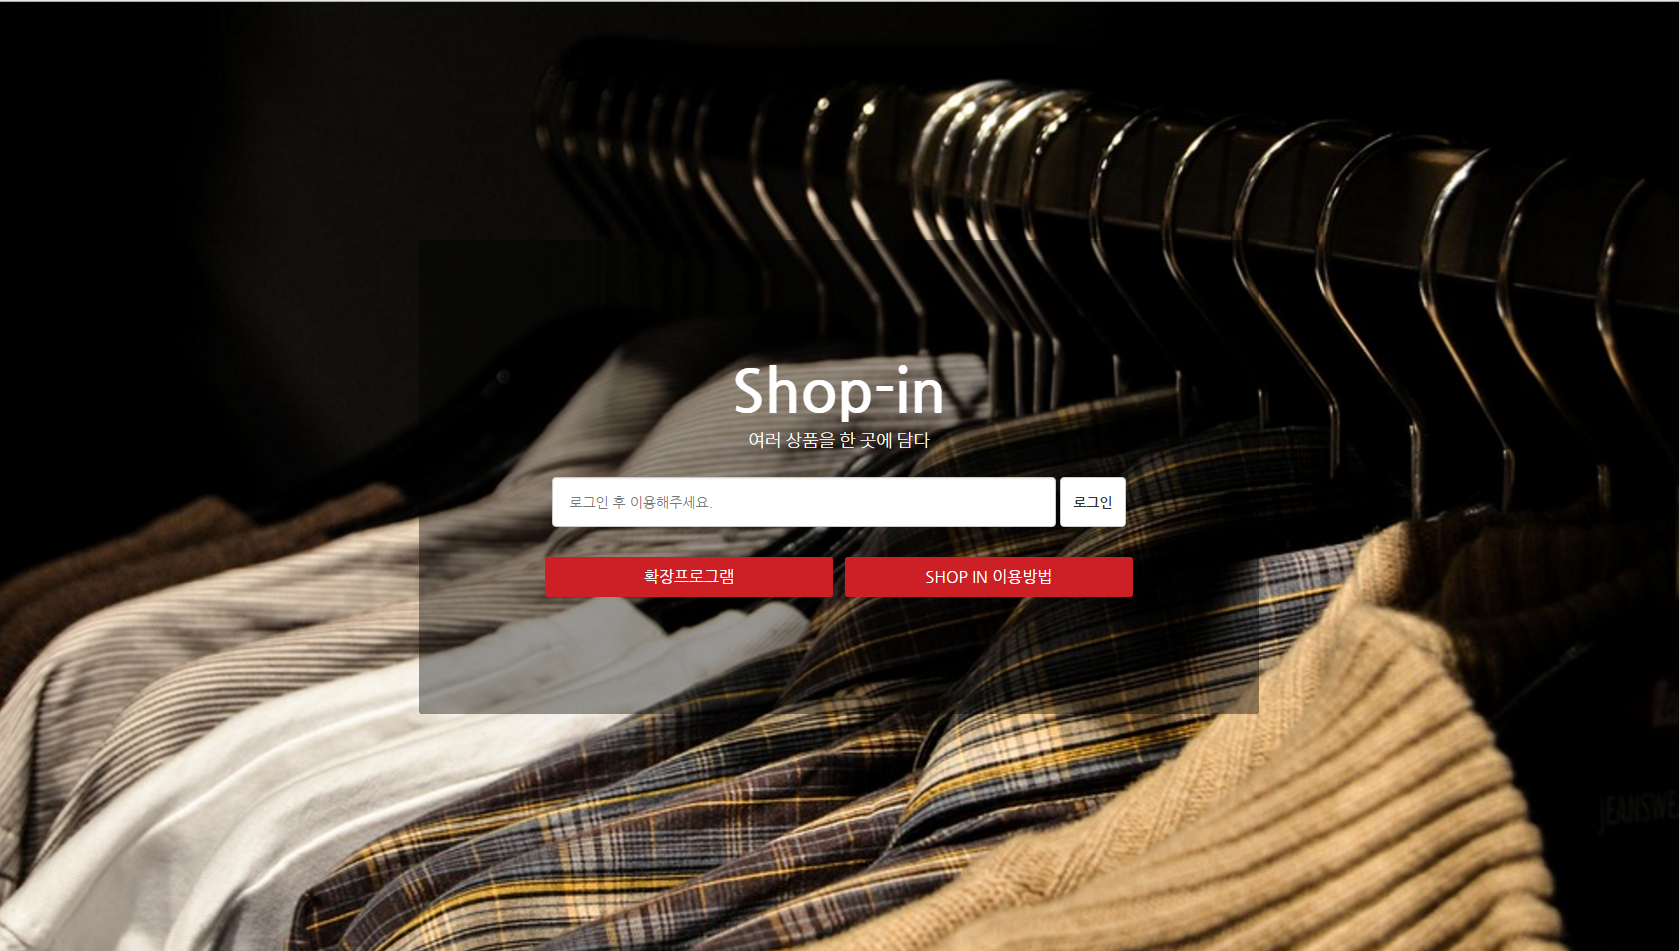 Shop-in
여러 상품을 한 곳에 담다
로그인 후 이용해주세요.
로그인
확장프로그램
SHOP IN 이용방법